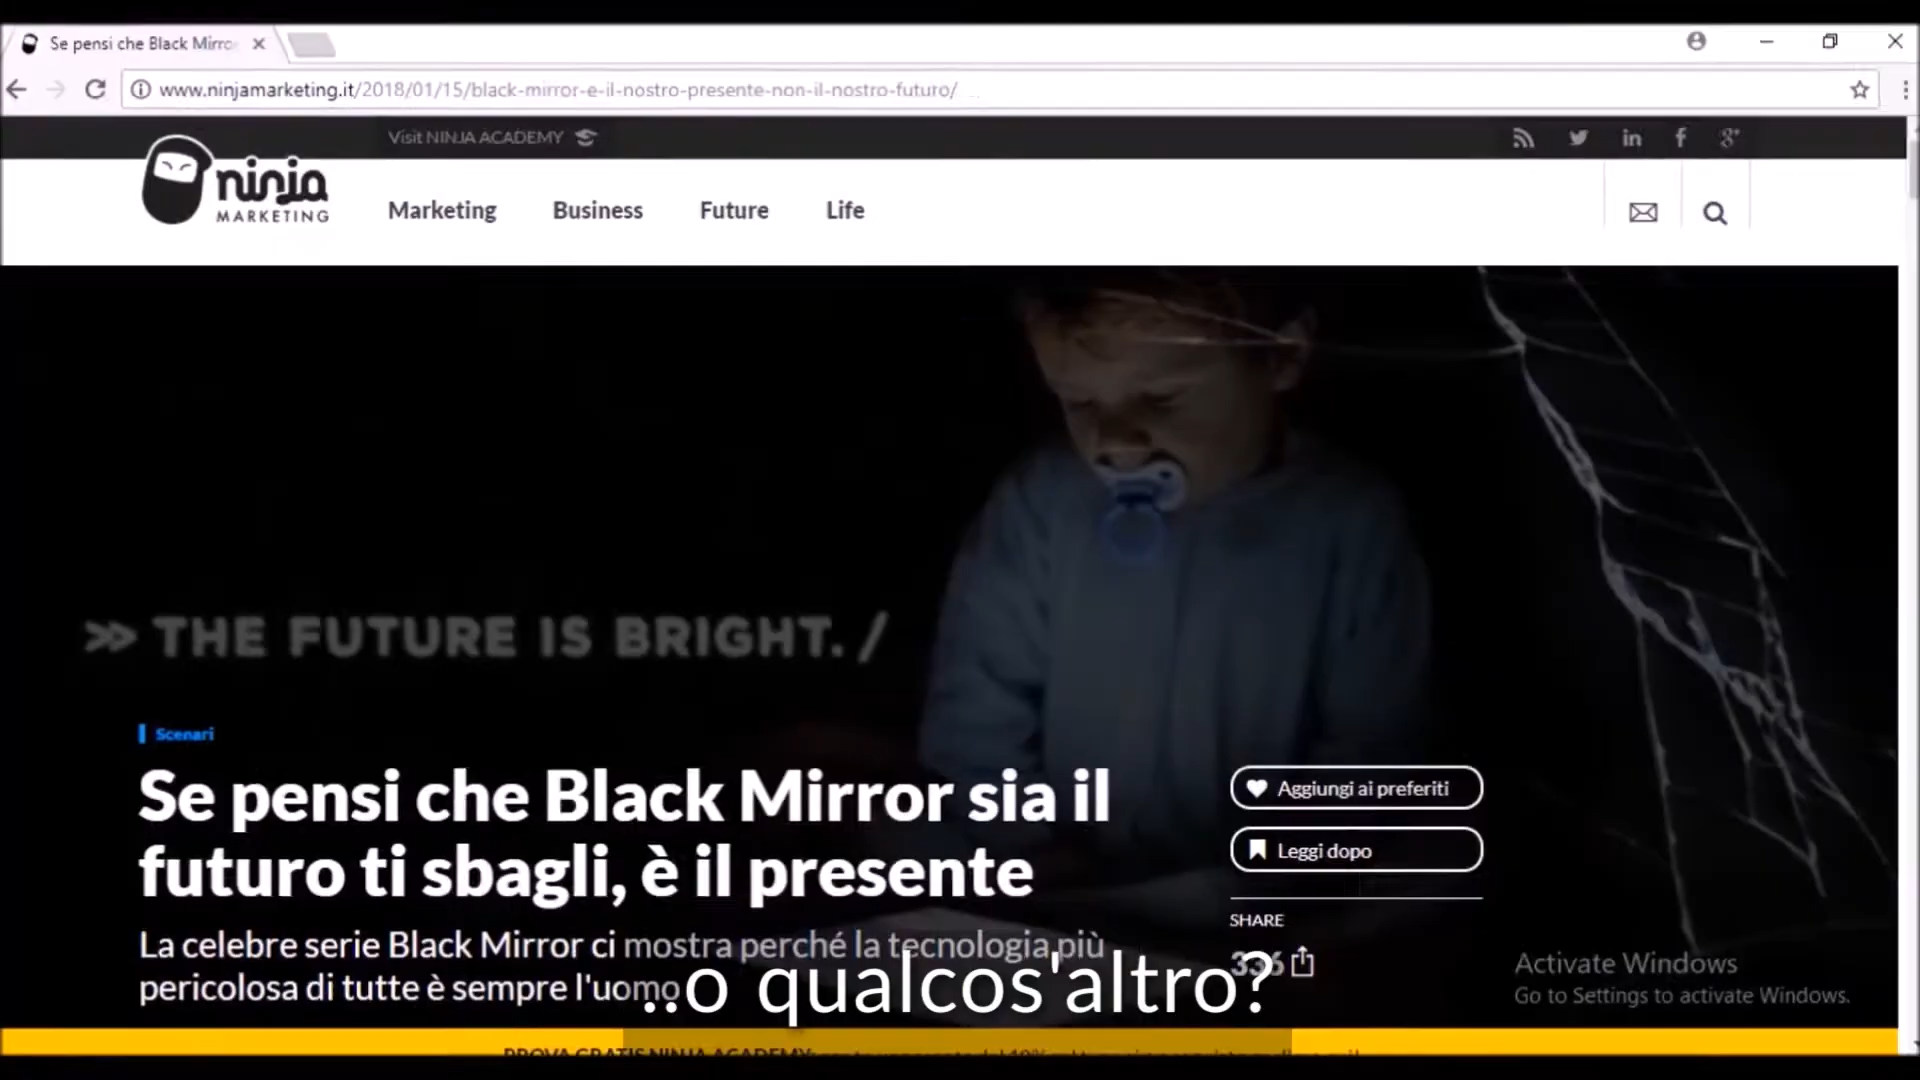 Se pensi che Black Mirro
www.ninjamarketing.it/2018/01/15/black-mirror-e-il-nostro-presente-non-il-nostro-futuro/
Visit NINJA ACADEMY
ninja
MARKETING
Marketing Business Future Life
>> THE FUTURE IS BRIGHT. /
Scenari
Se pensi che Black Mirror sia il
futuro ti sbagli, è il presente
La celebre serie Black Mirror ci mostra perché la tecnologia più
pericolosa di tutte è sempre l'uomo
Aggiungi ai preferiti
Leggi dopo
SHARE
336
..o qualcos'altro?
Activate Windows
Go to Settings to activate Windows.
PROVA GRATIS NINJA ACADEMY